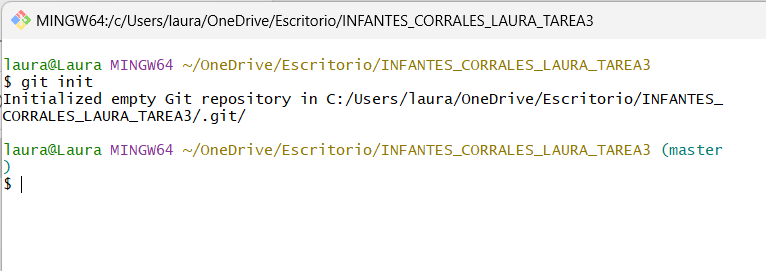 MINGW64:/c/Users/laura/OneDrive/Escritorio/INFANTES_CORRALES_LAURA_TAREA3
laura@Laura MINGW64 ~/OneDrive/Escritorio/INFANTES_CORRALES_LAURA_TAREA3
$ git init
Initialized empty Git repository in C:/Users/laura/OneDrive/Escritorio/INFANTES_
CORRALES_LAURA_TAREA3/.git/
laura@Laura MINGW64 ~/OneDrive/Escritorio/INFANTES_CORRALES_LAURA_TAREA3 (master
)
$